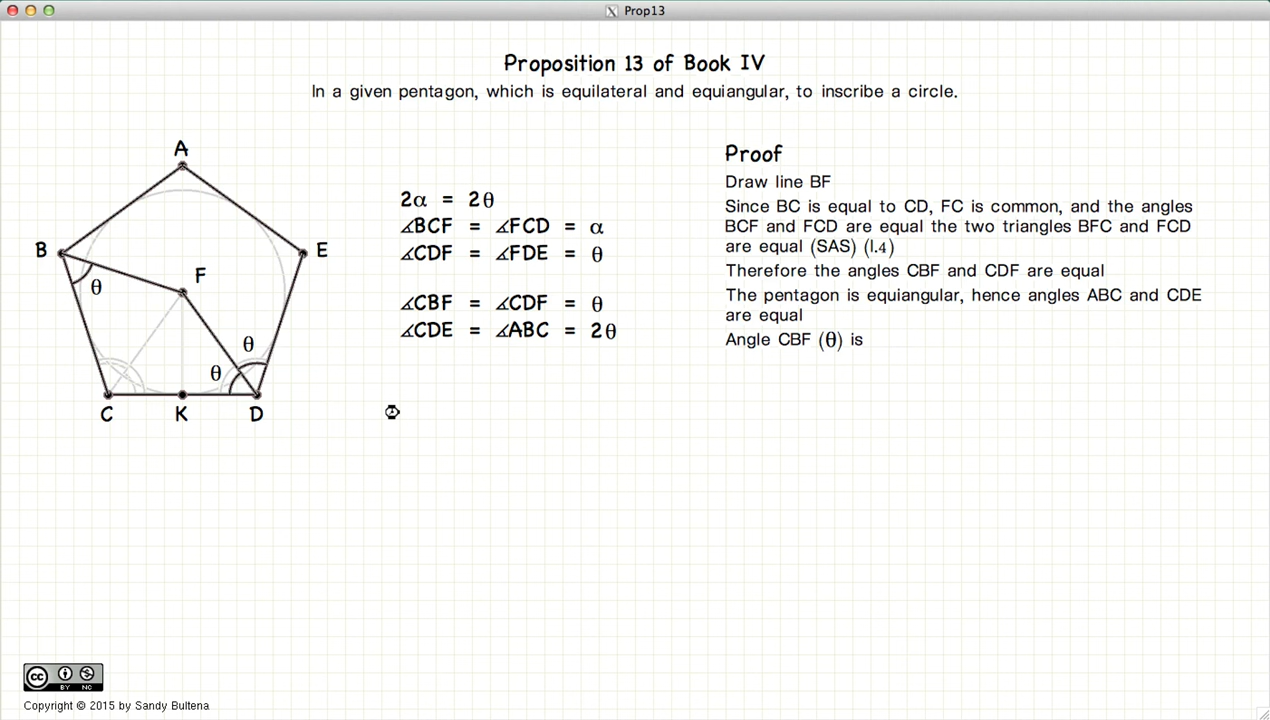 Prop13
Proposition 13 of Book IV
In a given pentagon, which is equilateral and equiangular, to inscribe a circle.
A
B
E
F
θ
θ
θ
C
K
D
2α = 2θ
∡BCF = ∡FCD = α
∡CDF = ∡FDE = θ
∡CBF = ∡CDF = θ
∡CDE = ∡ABC = 2θ
Proof
Draw line BF
Since BC is equal to CD, FC is common, and the angles
BCF and FCD are equal the two triangles BFC and FCD
are equal (SAS) (I.4)
Therefore the angles CBF and CDF are equal
The pentagon is equiangular, hence angles ABC and CDE
are equal
Angle CBF (θ) is
cc
BY NC
Copyright © 2015 by Sandy Bultena